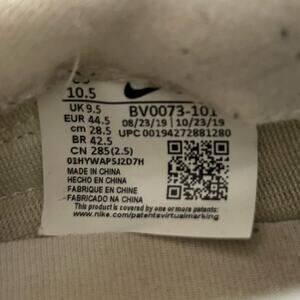 10.5
UK 9.5
EUR 44.5
cm 28.5
BR 42.5
CN 285(2.5)
BV0073-101
08/23/19 10/23/19
UPC 00194272881280
01HYWAP5J2D7H
MADE IN CHINA
HECHO EN CHINA
FABRIQUE EN CHINE
FABRICADO NA CHINA
This product is covered by one or more patents:
www.nike.com/patentsvirtualmarking